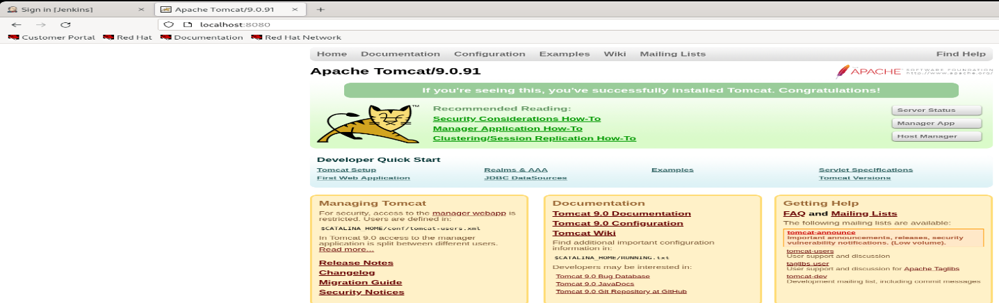 Sign in [Jenkins]
Apache Tomcat/9.0.91
localhost:8080
Customer Portal Red Hat Documentation Red Hat Network
Home Documentation Configuration Examples Wiki Mailing Lists Find Help
Apache Tomcat/9.0.91
APACHE SOFTWARE FOUNDATION
http://www.apache.org/
If you're seeing this, you've successfully installed Tomcat. Congratulations!
TM
Recommended Reading:
Security Considerations How-To
Manager Application How-To
Clustering/Session Replication How-To
Server Status
Manager App
Host Manager
Developer Quick Start
Tomcat Setup
First Web Application
Realms & AAA
JDBC DataSources
Examples
Servlet Specifications
Tomcat Versions
Managing Tomcat
For security, access to the manager webapp is
restricted. Users are defined in:
$CATALINA_HOME/conf/tomcat-users.xml
In Tomcat 9.0 access to the manager
application is split between different users.
Read more...
Release Notes
Changelog
Migration Guide
Security Notices
Documentation
Tomcat 9.0 Documentation
Tomcat 9.0 Configuration
Tomcat Wiki
Find additional important configuration
information in:
$CATALINA_HOME/RUNNING.txt
Developers may be interested in:
Tomcat 9.0 Bug Database
Tomcat 9.0 JavaDocs
Tomcat 9.0 Git Repository at GitHub
Getting Help
FAQ and Mailing Lists
The following mailing lists are available:
tomcat-announce
Important announcements, releases, security
vulnerability notifications. (Low volume).
tomcat-users
User support and discussion
taglibs-user
User support and discussion for Apache Taglibs
tomcat-dev
Development mailing list, including commit messages